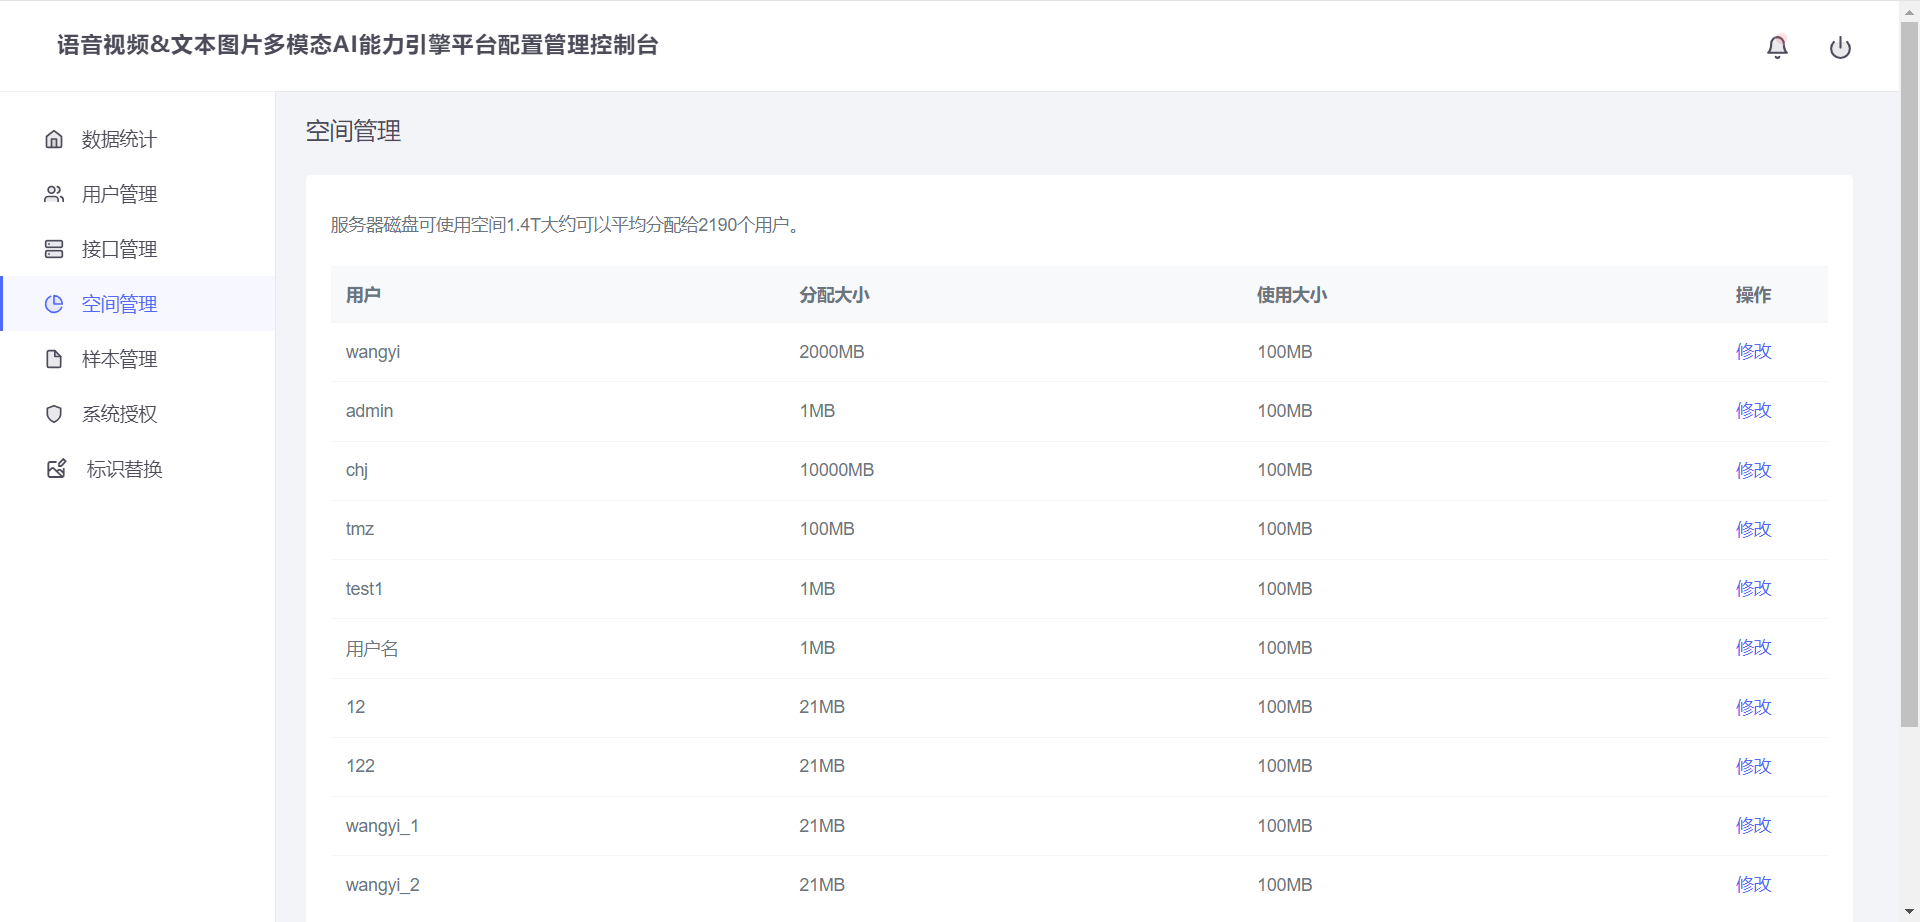 语音视频&文本图片多模态AI能力引擎平台配置管理控制台
数据统计
用户管理
接口管理
空间管理
样本管理
系统授权
标识替换
空间管理
服务器磁盘可使用空间1.4T大约可以平均分配给2190个用户。
用户 分配大小 使用大小 操作
wangyi 2000MB 100MB 修改
admin 1MB 100MB 修改
chj 10000MB 100MB 修改
tmz 100MB 100MB 修改
test1 1MB 100MB 修改
用户名 1MB 100MB 修改
12 21MB 100MB 修改
122 21MB 100MB 修改
wangyi_1 21MB 100MB 修改
wangyi_2 21MB 100MB 修改